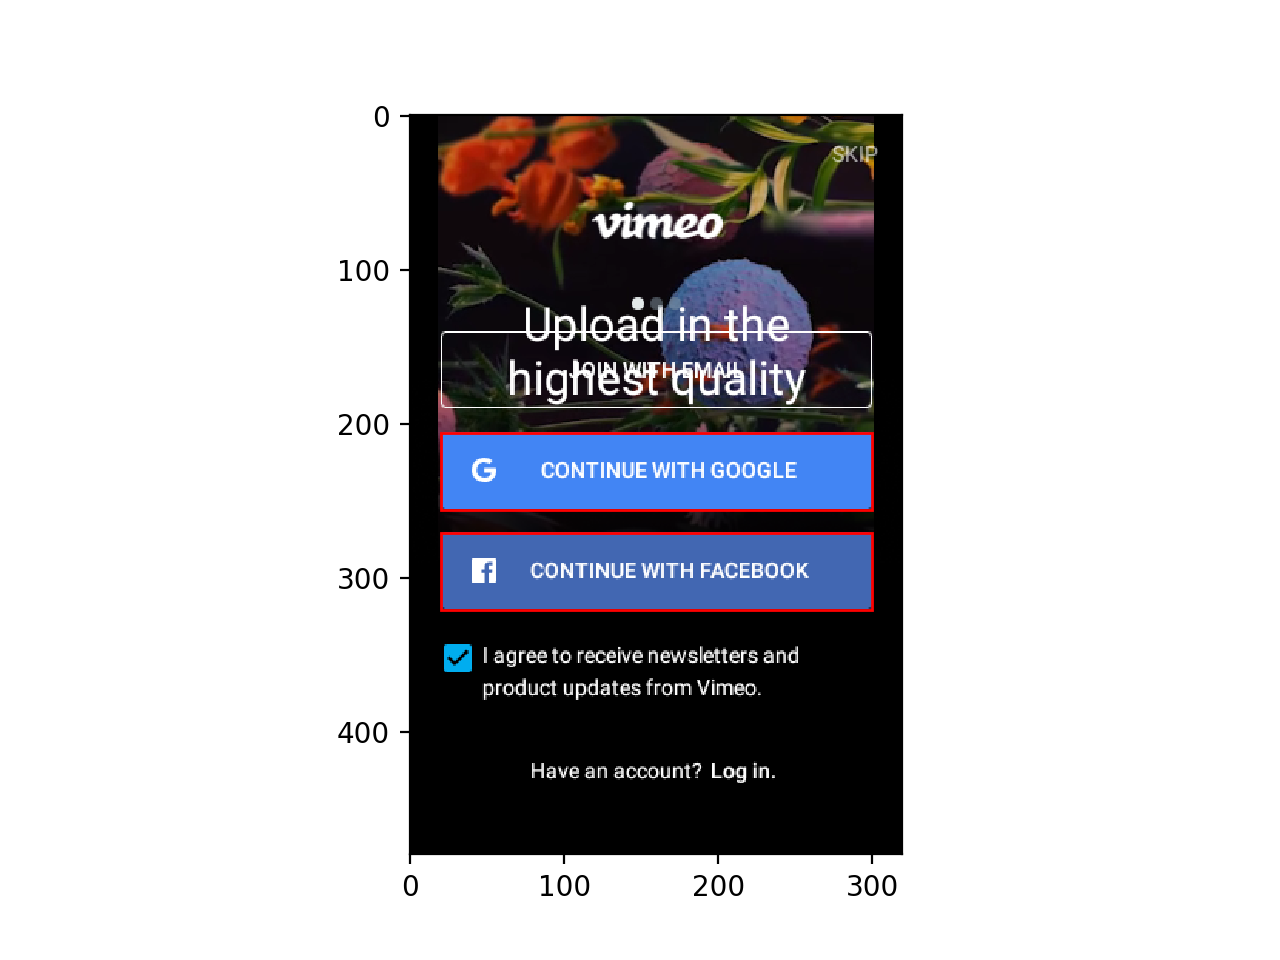 0
SKIP
vimeo
100
Upload in the
JOIN WITH EMAIL
highest quality
200
G CONTINUE WITH GOOGLE
300
f CONTINUE WITH FACEBOOK
I agree to receive newsletters and
product updates from Vimeo.
400
Have an account? Log in.
0 100 200 300